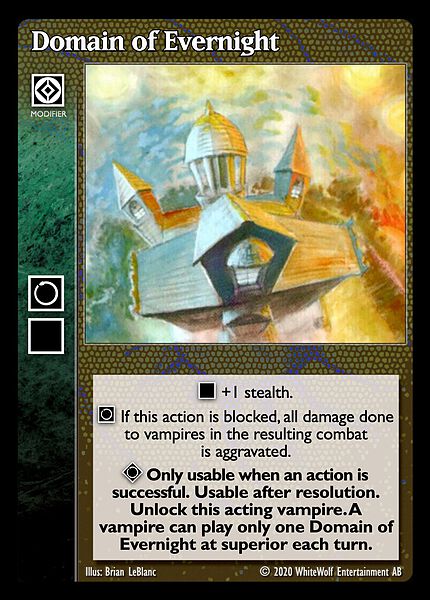 Domain of Evernight
MODIFIER
+1 stealth.
If this action is blocked, all damage done
to vampires in the resulting combat
is aggravated.
Only usable when an action is
successful. Usable after resolution.
Unlock this acting vampire. A
vampire can play only one Domain of
Evernight at superior each turn.
Illus: Brian LeBlanc
© 2020 WhiteWolf Entertainment AB